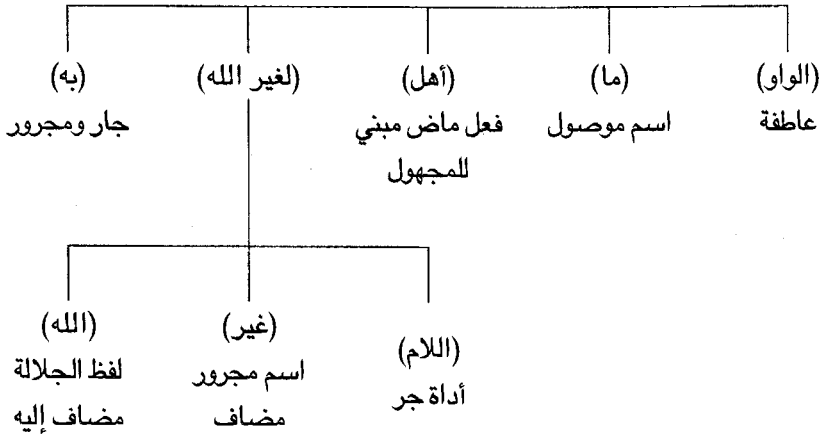 (الواو) (ما) (أهل) (لغير الله) (به)
عاطفة اسم موصول فعل ماض مبني جار ومجرور
للمجهول
(اللام) (غير) (الله)
أداة جر اسم مجرور لفظ الجلالة
مضاف مضاف إليه